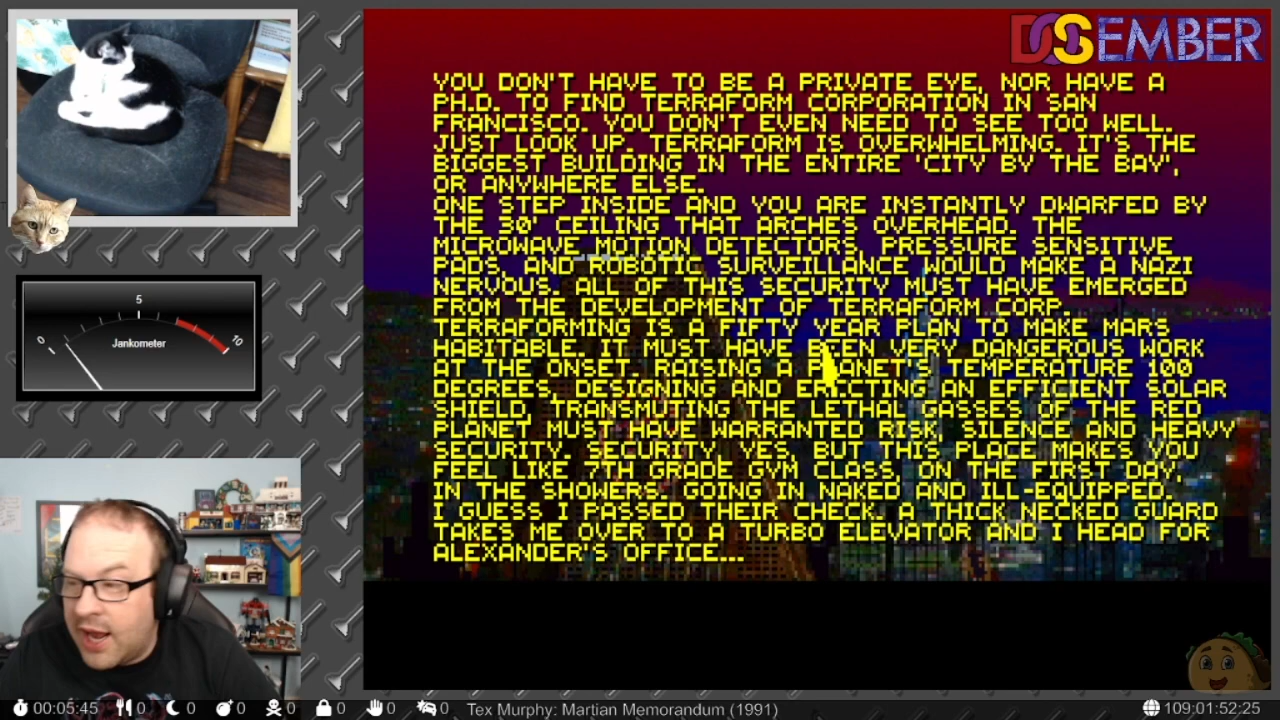 DOSEMBER
YOU DON'T HAVE TO BE A PRIVATE EYE, NOR HAVE A
PH.D. TO FIND TERRAFORM CORPORATION IN SAN
FRANCISCO. YOU DON'T EVEN NEED TO SEE TOO WELL.
JUST LOOK UP. TERRAFORM IS OVERWHELMING. IT'S THE
BIGGEST BUILDING IN THE ENTIRE 'CITY BY THE BAY',
OR ANYWHERE ELSE.
ONE STEP INSIDE AND YOU ARE INSTANTLY DWARFED BY
THE 30' CEILING THAT ARCHES OVERHEAD. THE
MICROWAVE MOTION DETECTORS, PRESSURE SENSITIVE
PADS, AND ROBOTIC SURVEILLANCE WOULD MAKE A NAZI
NERVOUS. ALL OF THIS SECURITY MUST HAVE EMERGED
FROM THE DEVELOPMENT OF TERRAFORM CORP.
TERRAFORMING IS A FIFTY YEAR PLAN TO MAKE MARS
HABITABLE. IT MUST HAVE BEEN VERY DANGEROUS WORK
AT THE ONSET. RAISING A PLANET'S TEMPERATURE 100
DEGREES, DESIGNING AND ERECTING AN EFFICIENT SOLAR
SHIELD, TRANSMUTING THE LETHAL GASSES OF THE RED
PLANET MUST HAVE WARRANTED RISK, SILENCE AND HEAVY
SECURITY. SECURITY, YES, BUT THIS PLACE MAKES YOU
FEEL LIKE 7TH GRADE GYM CLASS, ON THE FIRST DAY,
IN THE SHOWERS. GOING IN NAKED AND ILL-EQUIPPED.
I GUESS I PASSED THEIR CHECK. A THICK NECKED GUARD
TAKES ME OVER TO A TURBO ELEVATOR AND I HEAD FOR
ALEXANDER'S OFFICE...
0 5 10
Jankometer
00:05:45 0 0 0 0 0 0 0 Tex Murphy: Martian Memorandum (1991) 109:01:52:25